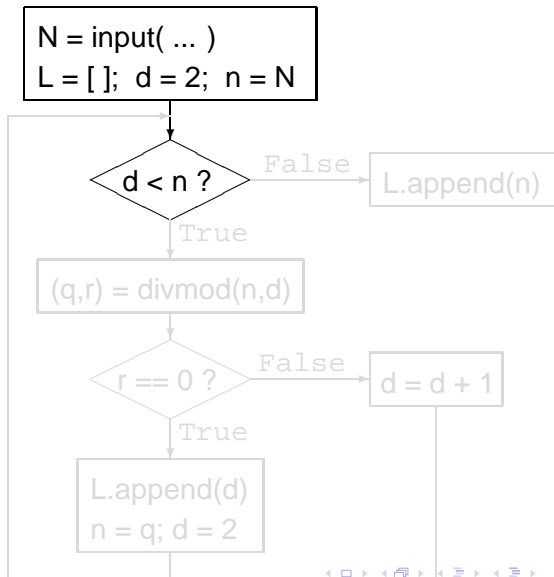 N = input( ... )
L = [ ]; d = 2; n = N
d < n ?
False
L.append(n)
True
(q,r) = divmod(n,d)
r == 0 ?
False
d = d + 1
True
L.append(d)
n = q; d = 2